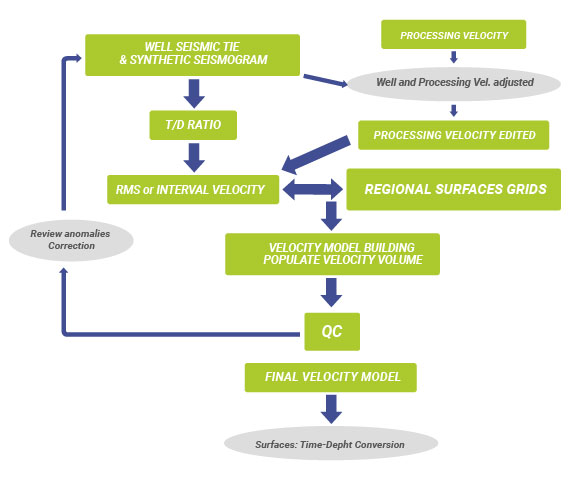 WELL SEISMIC TIE
& SYNTHETIC SEISMOGRAM
PROCESSING VELOCITY
Well and Processing Vel. adjusted
T/D RATIO
PROCESSING VELOCITY EDITED
RMS or INTERVAL VELOCITY
REGIONAL SURFACES GRIDS
Review anomalies
Correction
VELOCITY MODEL BUILDING
POPULATE VELOCITY VOLUME
QC
FINAL VELOCITY MODEL
Surfaces: Time-Depht Conversion